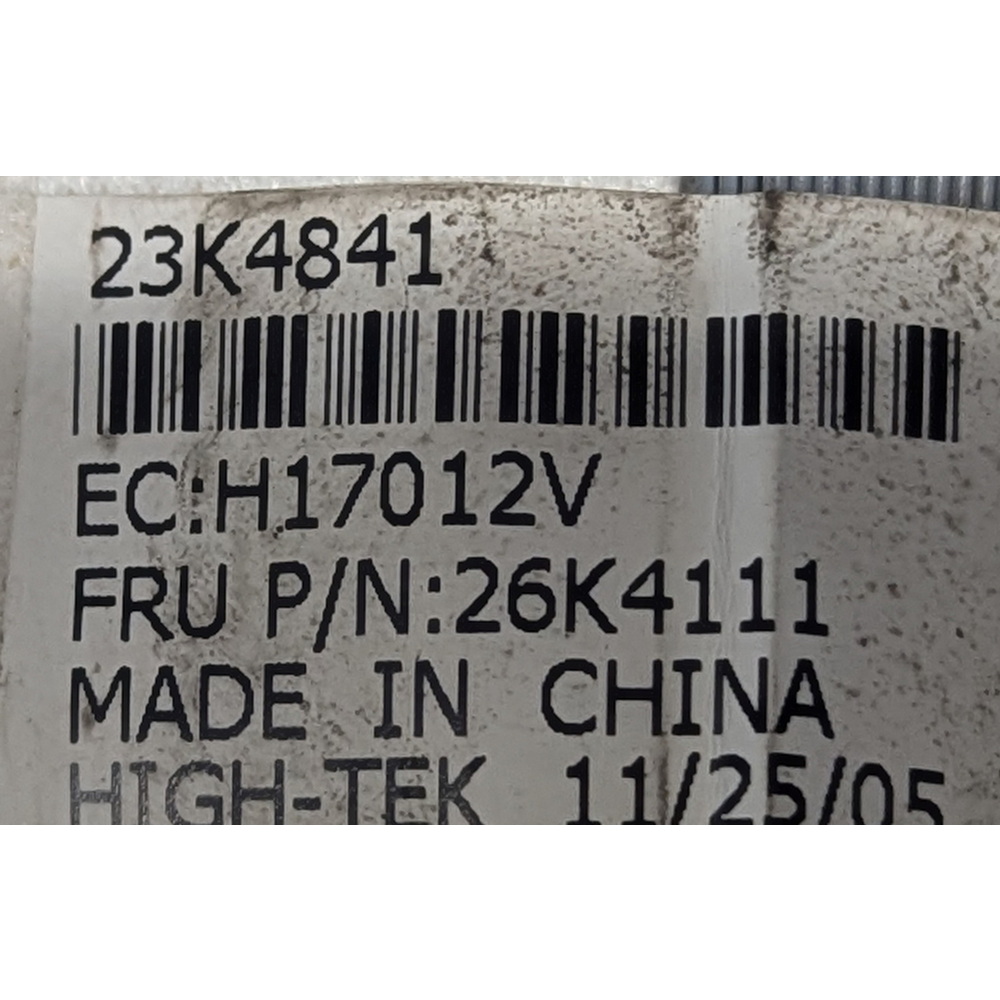 23K4841
EC:H17012V
FRU P/N:26K4111
MADE IN CHINA
HIGH-TEK 11/25/05